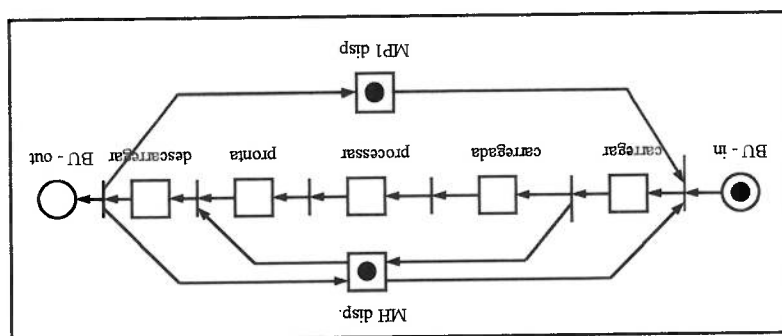 MH disp.
BU - in
carregar
carregada
processar
pronta
descarregar
BU - out
MP1 disp